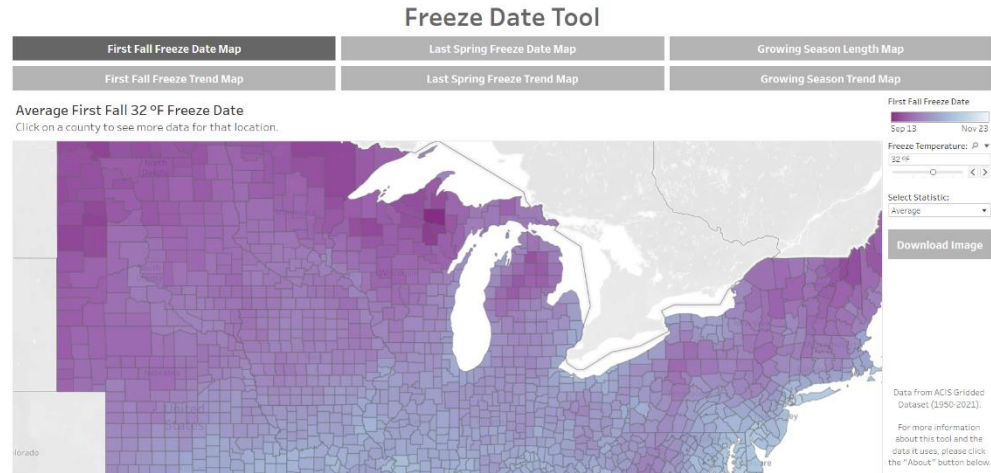 Freeze Date Tool
First Fall Freeze Date Map
Last Spring Freeze Date Map
Growing Season Length Map
First Fall Freeze Trend Map
Last Spring Freeze Trend Map
Growing Season Trend Map
Average First Fall 32 ºF Freeze Date
Click on a county to see more data for that location.
First Fall Freeze Date
Sep 13
Nov 23
Freeze Temperature:
32 ºF
Select Statistic:
Average
Download Image
Data from ACIS Gridded
Dataset (1950-2021).
For more information
about this tool and the
data it uses, please click
the "About" button below.